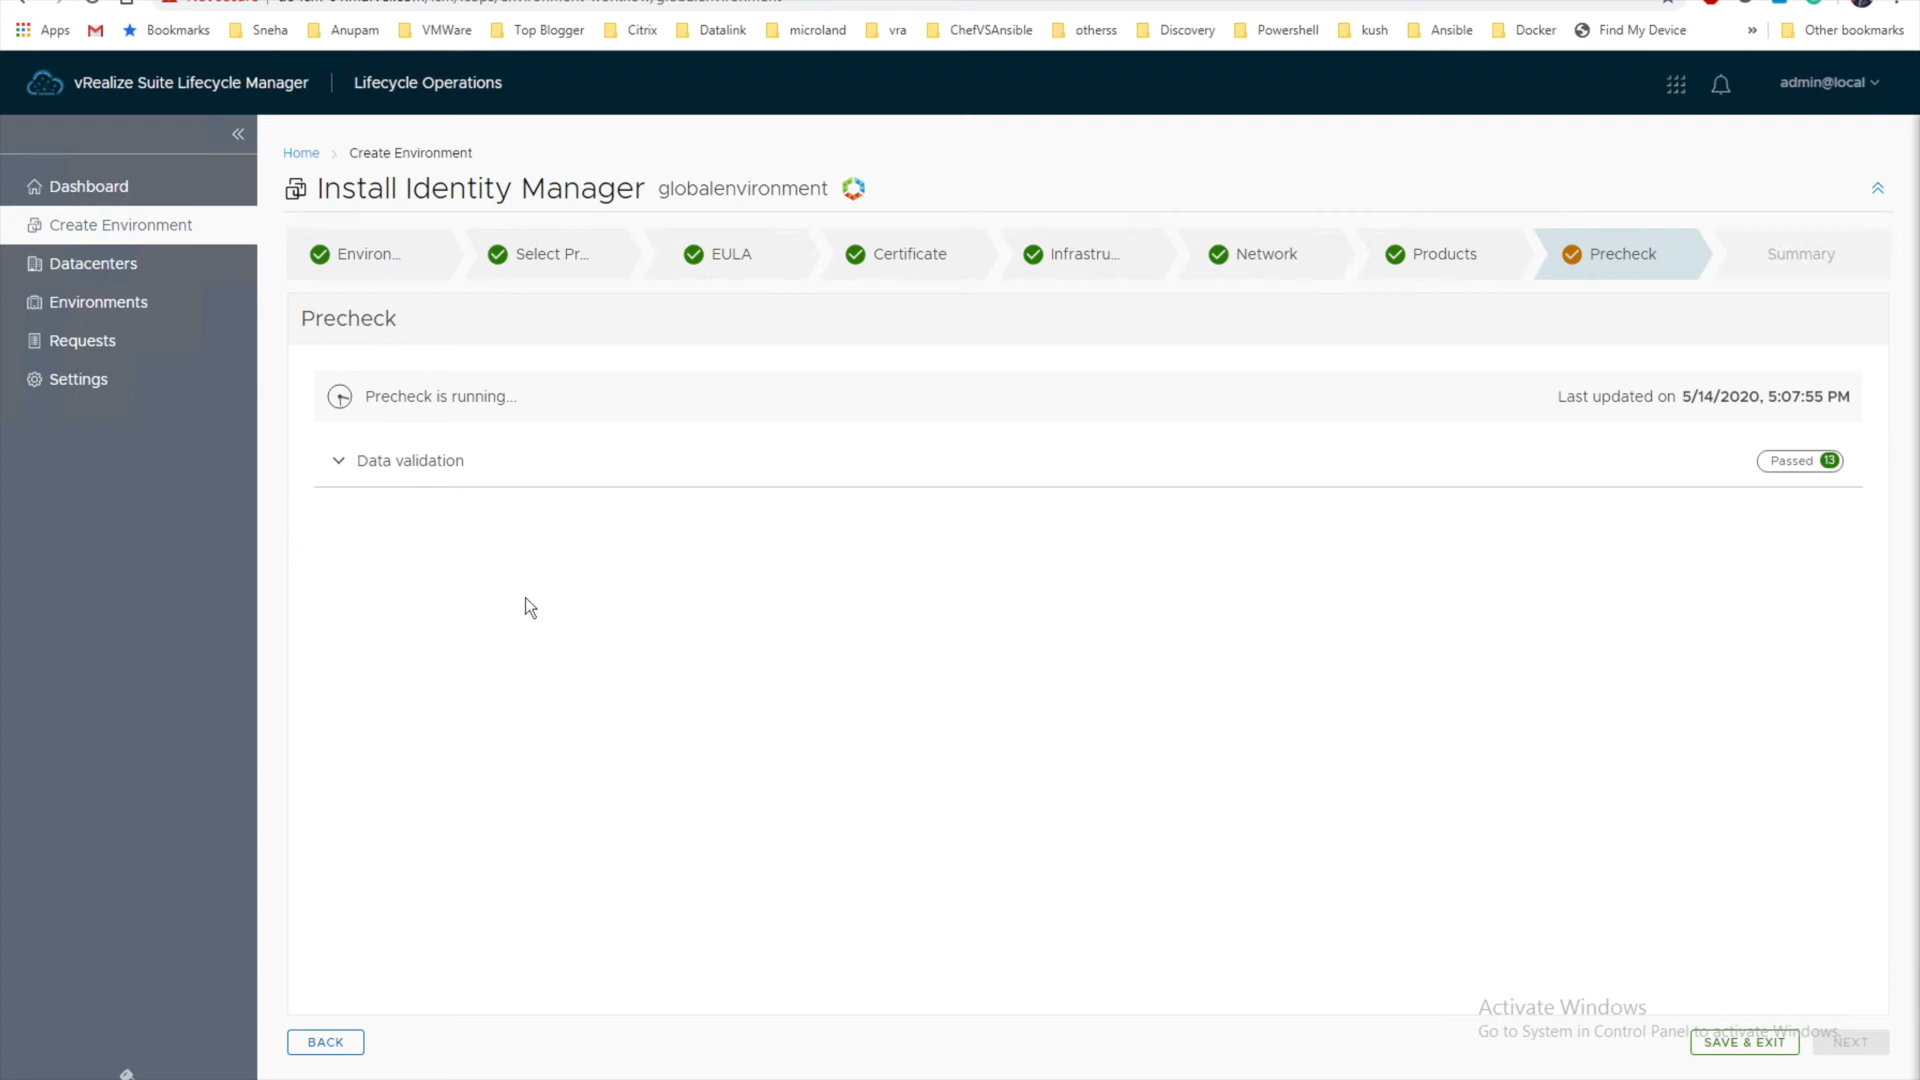 Apps
Bookmarks
Sneha
Anupam
VMWare
Top Blogger
Citrix
Datalink
microland
vra
ChefVSAnsible
otherss
Discovery
Powershell
kush
Ansible
Docker
Find My Device
»
Other bookmarks
vRealize Suite Lifecycle Manager
Lifecycle Operations
admin@local
Dashboard
Create Environment
Datacenters
Environments
Requests
Settings
Home > Create Environment
Install Identity Manager globalenvironment
Environ...
Select Pr...
EULA
Certificate
Infrastru...
Network
Products
Precheck
Summary
Precheck
Precheck is running...
Last updated on 5/14/2020, 5:07:55 PM
Data validation
Passed 13
Activate Windows
Go to System in Control Panel to activate Windows.
BACK
SAVE & EXIT
NEXT